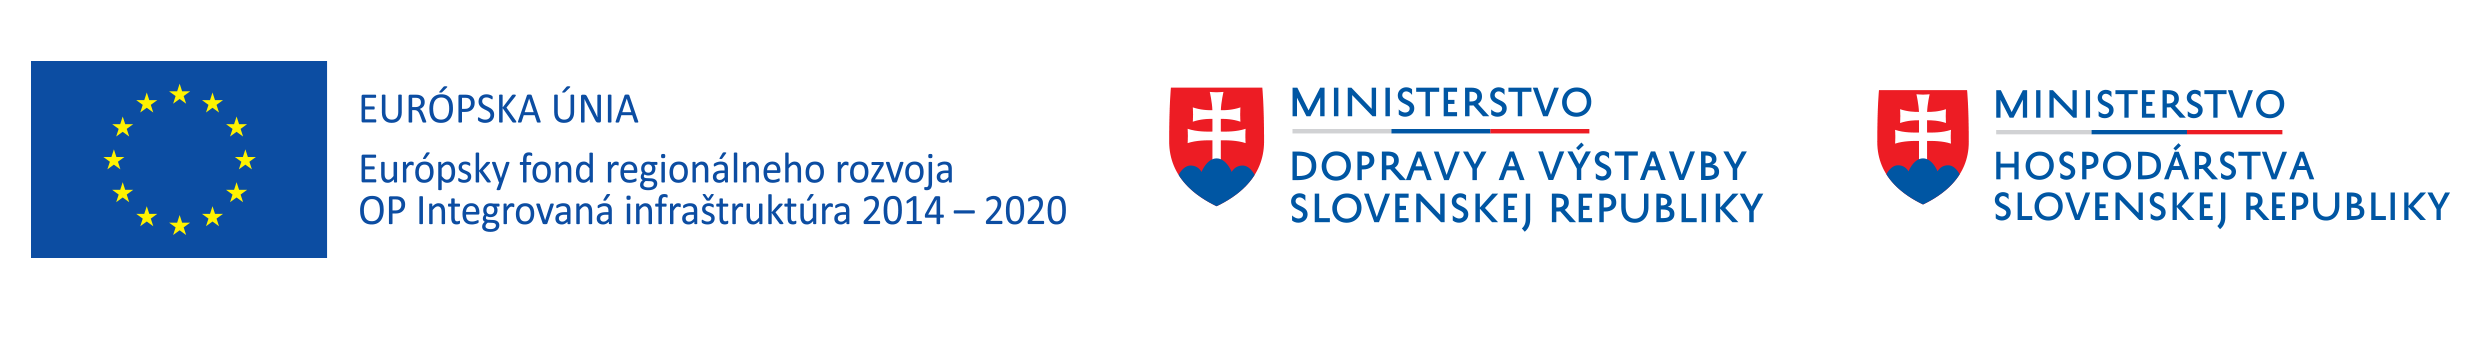 EURÓPSKA ÚNIA
Európsky fond regionálneho rozvoja
OP Integrovaná infraštruktúra 2014 – 2020
MINISTERSTVO
DOPRAVY A VÝSTAVBY
SLOVENSKEJ REPUBLIKY
MINISTERSTVO
HOSPODÁRSTVA
SLOVENSKEJ REPUBLIKY